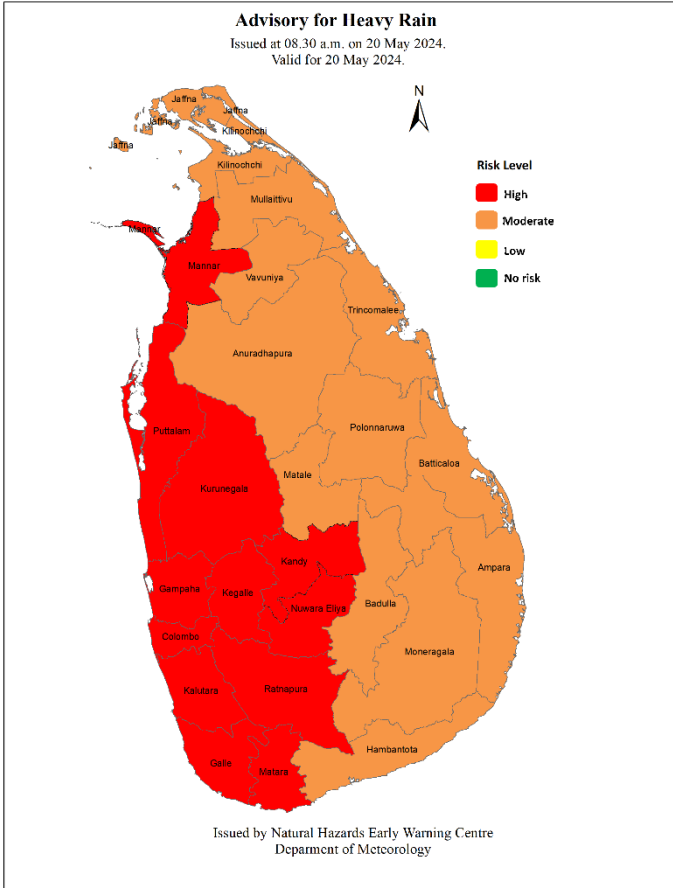 Advisory for Heavy Rain
Issued at 08.30 a.m. on 20 May 2024.
Valid for 20 May 2024.
N
Risk Level
High
Moderate
Low
No risk
Jaffna
Jaffna
Jaffna
Kilinochchi
Jaffna
Kilinochchi
Mullaittivu
Mannar
Mannar
Vavuniya
Trincomalee
Anuradhapura
Polonnaruwa
Puttalam
Batticaloa
Matale
Kurunegala
Kandy
Ampara
Gampaha
Kegalle
Nuwara Eliya
Badulla
Colombo
Moneragala
Kalutara
Ratnapura
Hambantota
Galle
Matara
Issued by Natural Hazards Early Warning Centre
Deparment of Meteorology